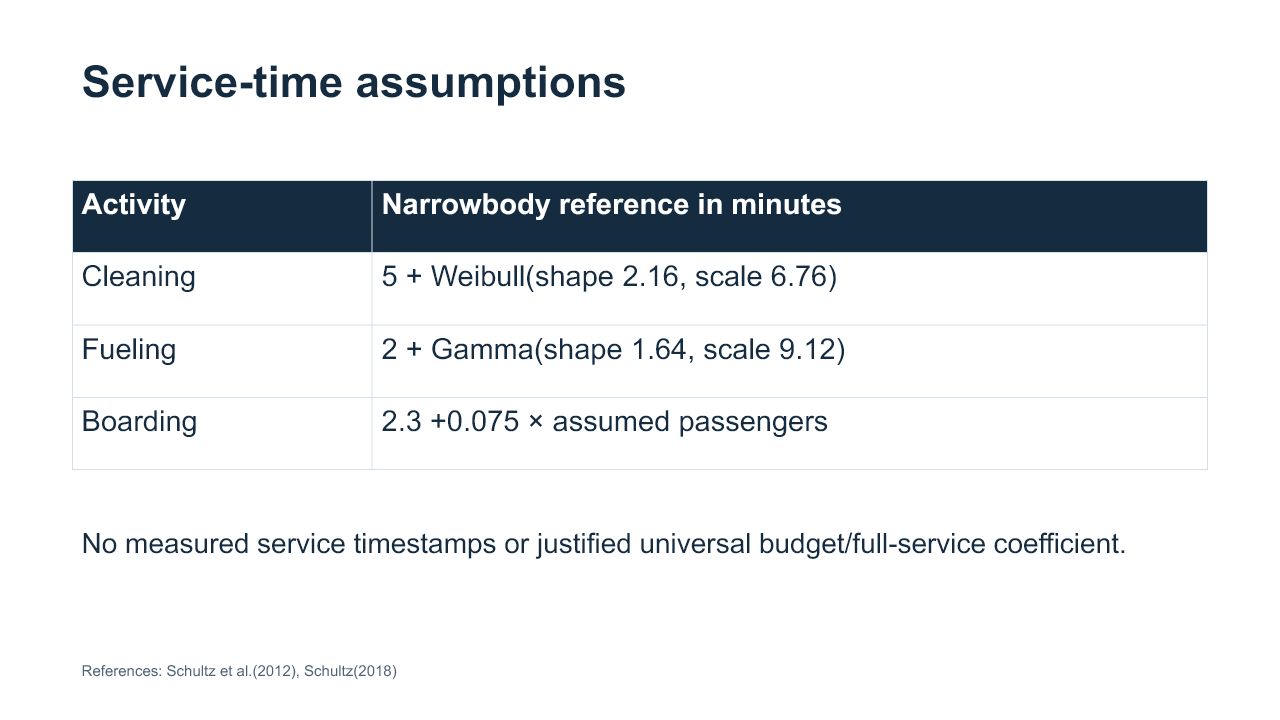 Service-time assumptions
Activity
Narrowbody reference in minutes
Cleaning
5 + Weibull(shape 2.16, scale 6.76)
Fueling
2 + Gamma(shape 1.64, scale 9.12)
Boarding
2.3 +0.075 × assumed passengers
No measured service timestamps or justified universal budget/full-service coefficient.
References: Schultz et al.(2012), Schultz(2018)